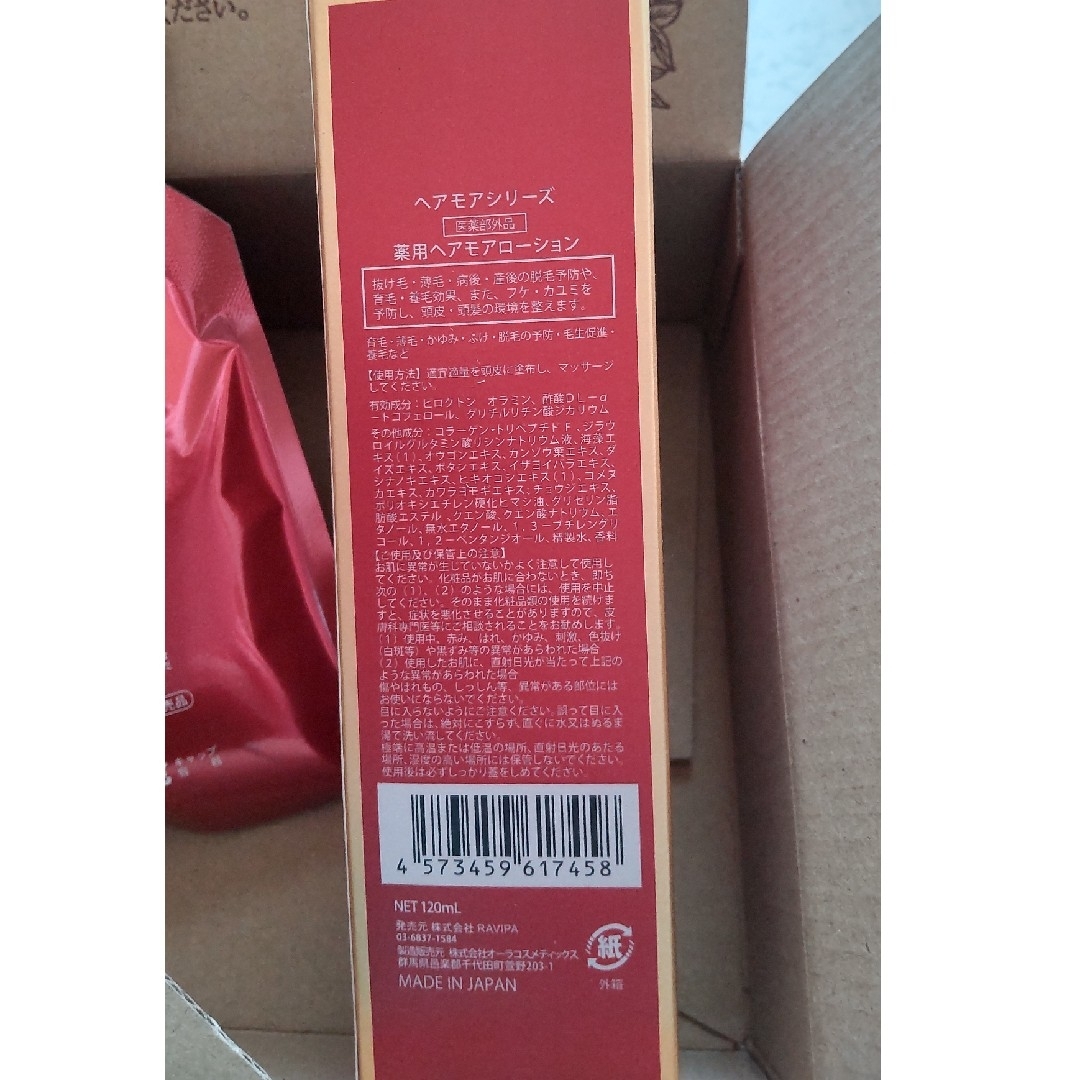 ください。
ヘアモアシリーズ
医薬部外品
薬用ヘアモアローション
抜け毛・薄毛・病後・産後の脱毛予防や、
育毛・養毛効果、また、フケ・カユミを
予防し、頭皮・頭髪の環境を整えます。
育毛・薄毛・かゆみ・ふけ・脱毛の予防・毛生促進・
養毛など
【使用方法】適宜適量を頭皮に塗布し、マッサージ
してください。
有効成分:ピロクトン オラミン、酢酸DL-α
-トコフェロール、グリチルリチン酸ジカリウム
その他成分:コラーゲン・トリペプチドF、ジラウ
ロイルグルタミン酸リシンナトリウム液、海藻エ
キス(1)、オウゴンエキス、カンゾウ葉エキス、ダ
イズエキス、ボタンエキス、イザヨイバラエキス、
シナノキエキス、ヒキオコシエキス(1)、コメヌ
カエキス、カワラヨモギエキス、チョウジエキス、
ポリオキシエチレン硬化ヒマシ油、グリセリン脂
肪酸エステル、クエン酸、クエン酸ナトリウム、エ
タノール、無水エタノール、1,3-ブチレングリ
コール、1,2-ペンタンジオール、精製水、香料
【ご使用及び保管上の注意】
お肌に異常が生じていないかよく注意して使用し
てください。化粧品がお肌に合わないとき、即ち
次の(1)、(2)のような場合には、使用を中止
してください。そのまま化粧品類の使用を続けま
すと、症状を悪化させることがありますので、皮
膚科専門医等にご相談されることをお勧めします。
(1)使用中、赤み、はれ、かゆみ、刺激、色抜け
(白斑等)や黒ずみ等の異常があらわれた場合
(2)使用したお肌に、直射日光が当たって上記の
ような異常があらわれた場合
傷やはれもの、しっしん等、異常がある部位には
お使いにならないでください。
目に入らないようにご注意ください。誤って目に入
った場合は、絶対にこすらず、直ぐに水又はぬるま
湯で洗い流してください。
極端に高温または低温の場所、直射日光のあたる
場所、湿度の高い場所には保管しないでください。
使用後は必ずしっかり蓋をしめてください。
4 573459 617458
NET 120mL
発売元 株式会社 RAVIPA
03-6837-1584
製造販売元 株式会社オーラコスメティックス
群馬県邑楽郡千代田町萱野203-1
MADE IN JAPAN
紙
外箱
キャップ